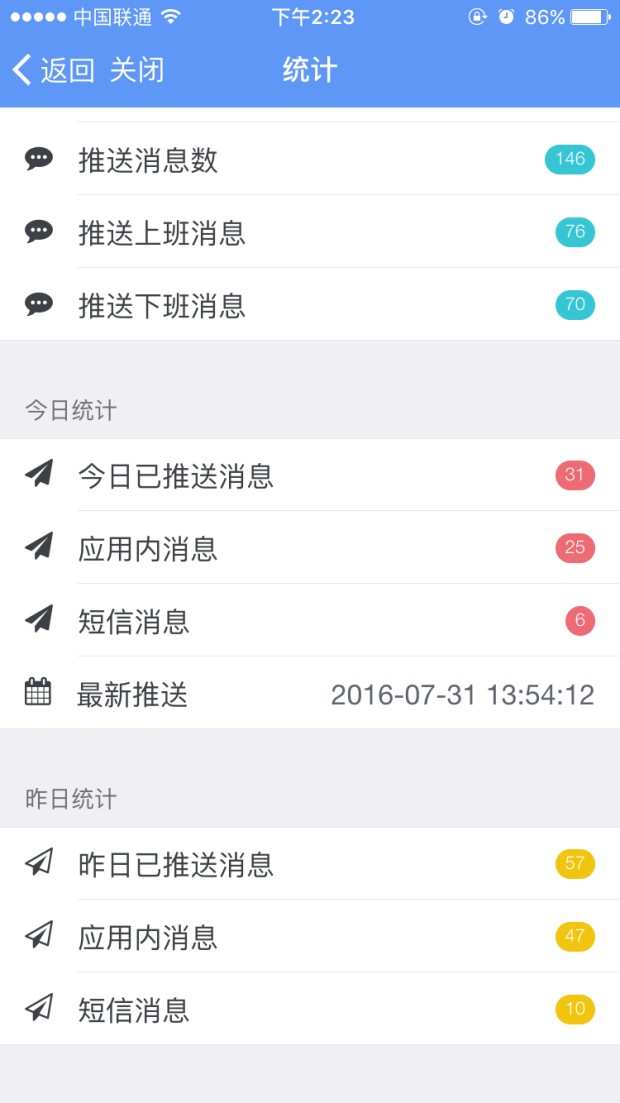 中国联通 下午2:23 86%
返回 关闭 统计
推送消息数 146
推送上班消息 76
推送下班消息 70
今日统计
今日已推送消息 31
应用内消息 25
短信消息 6
最新推送 2016-07-31 13:54:12
昨日统计
昨日已推送消息 57
应用内消息 47
短信消息 10